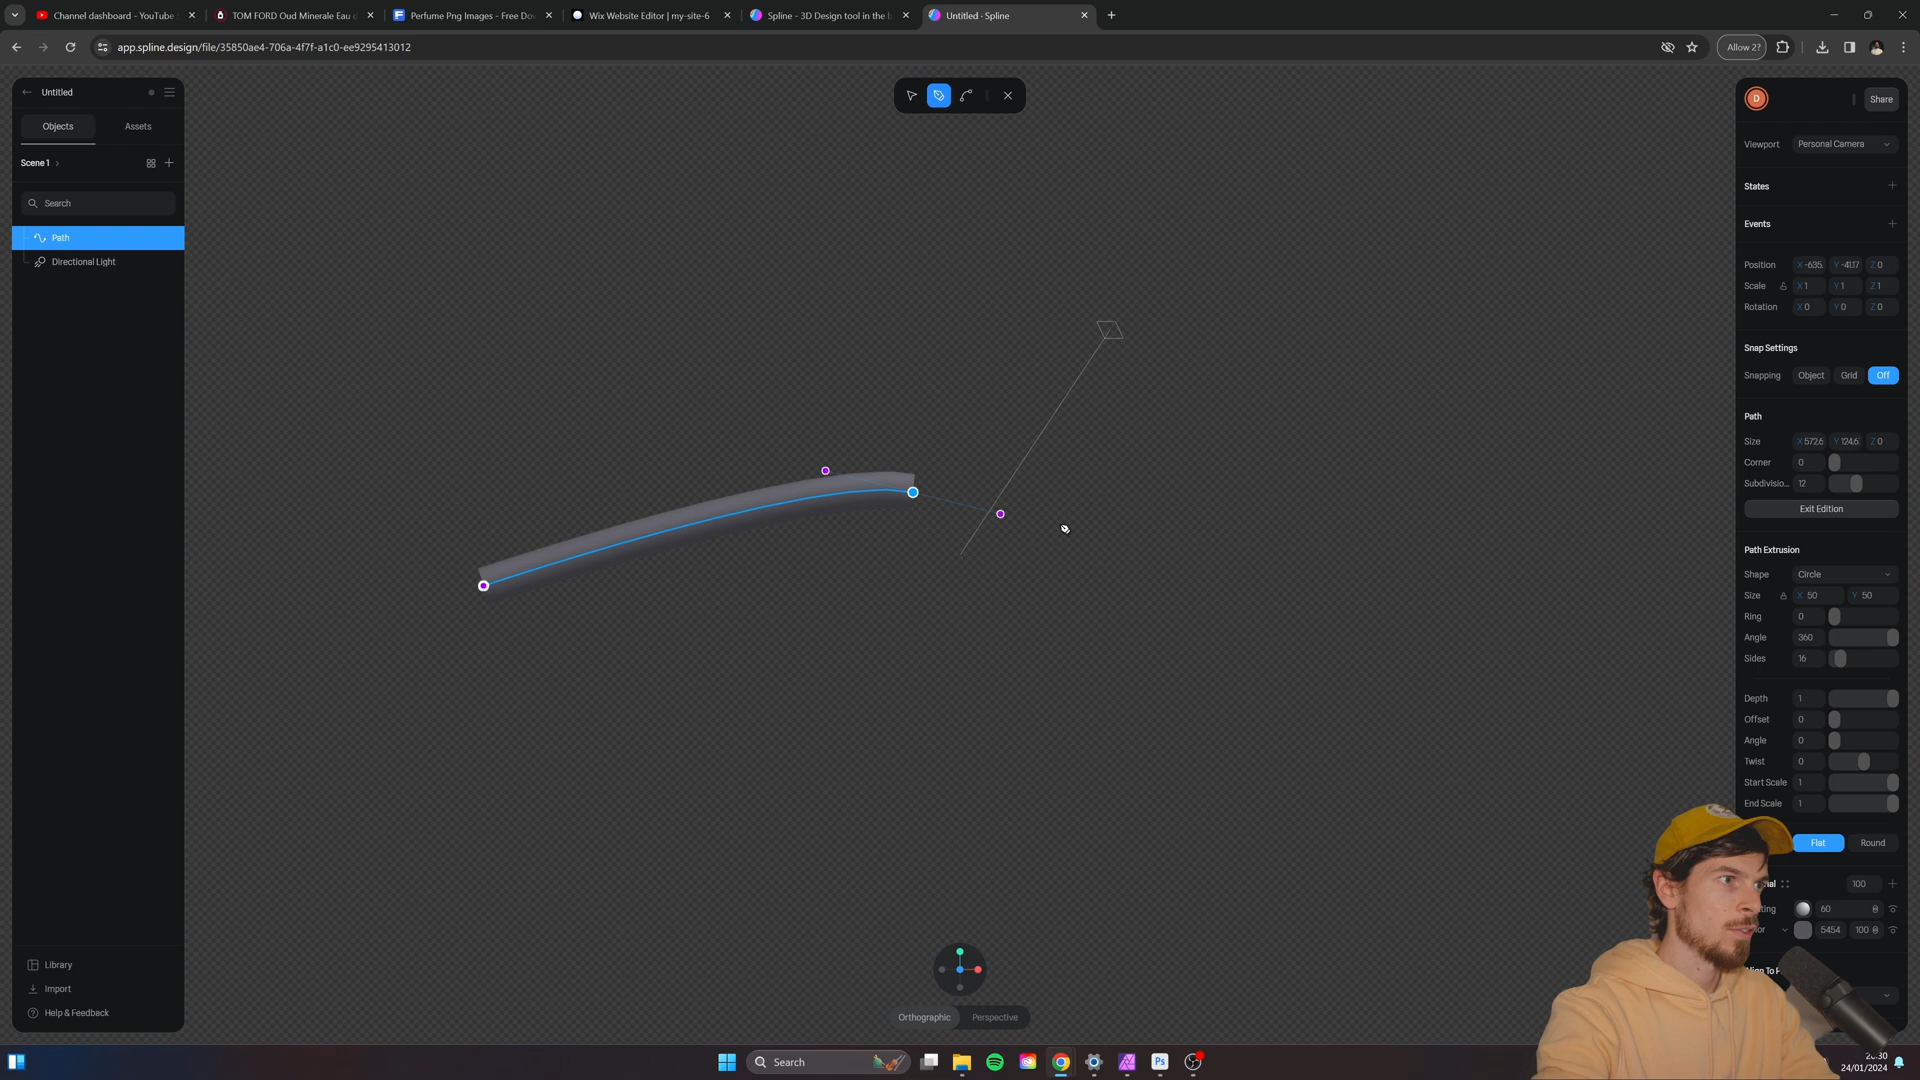 Channel dashboard - YouTube
TOM FORD Oud Minerale Eau d
Perfume Png Images - Free Dow
Wix Website Editor | my-site-6
Spline - 3D Design tool in the b
Untitled - Spline
app.spline.design/file/35850ae4-706a-4f7f-a1c0-ee9295413012
Allow 2?
Untitled
Objects
Assets
Scene 1
Search
Path
Directional Light
Library
Import
Help & Feedback
Orthographic
Perspective
D
Share
Viewport
Personal Camera
States
Events
Position
X -635.
Y -41.17
Z 0
Scale
X 1
Y 1
Z 1
Rotation
X 0
Y 0
Z 0
Snap Settings
Snapping
Object
Grid
Off
Path
Size
X 572.6
Y 124.6
Z 0
Corner
0
Subdivisio...
12
Exit Edition
Path Extrusion
Shape
Circle
Size
X 50
Y 50
Ring
0
Angle
360
Sides
16
Depth
1
Offset
0
Angle
0
Twist
0
Start Scale
1
End Scale
1
Flat
Round
100
60
5454
100
Search
Ps
20:30
24/01/2024